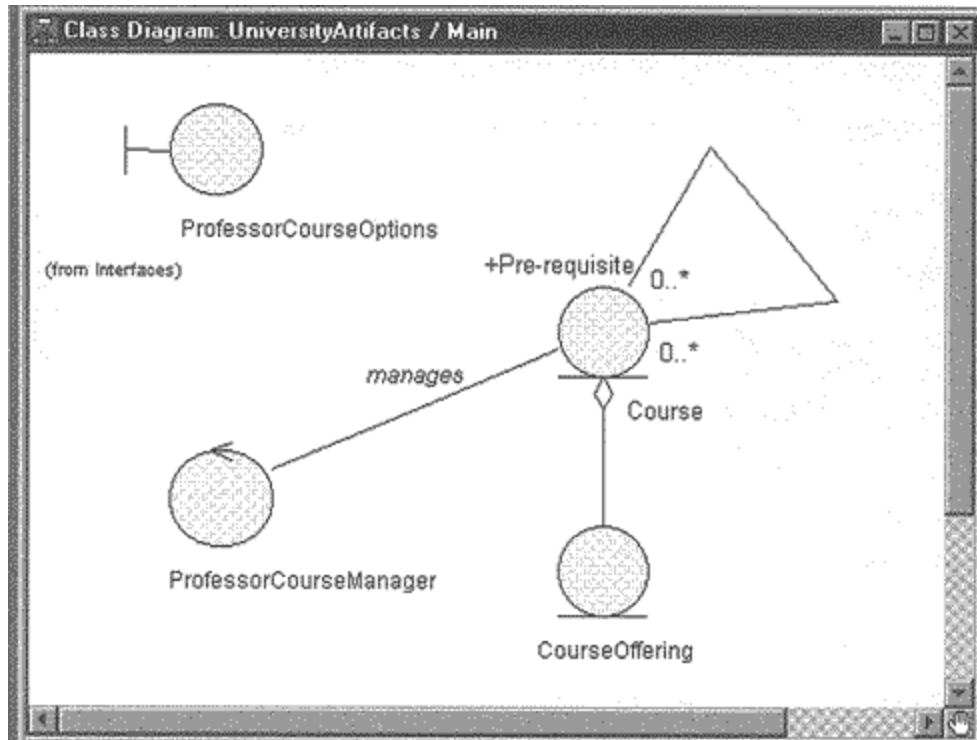 Class Diagram: UniversityArtifacts / Main
ProfessorCourseOptions
(from Interfaces)
+Pre-requisite
0..*
0..*
manages
Course
ProfessorCourseManager
CourseOffering